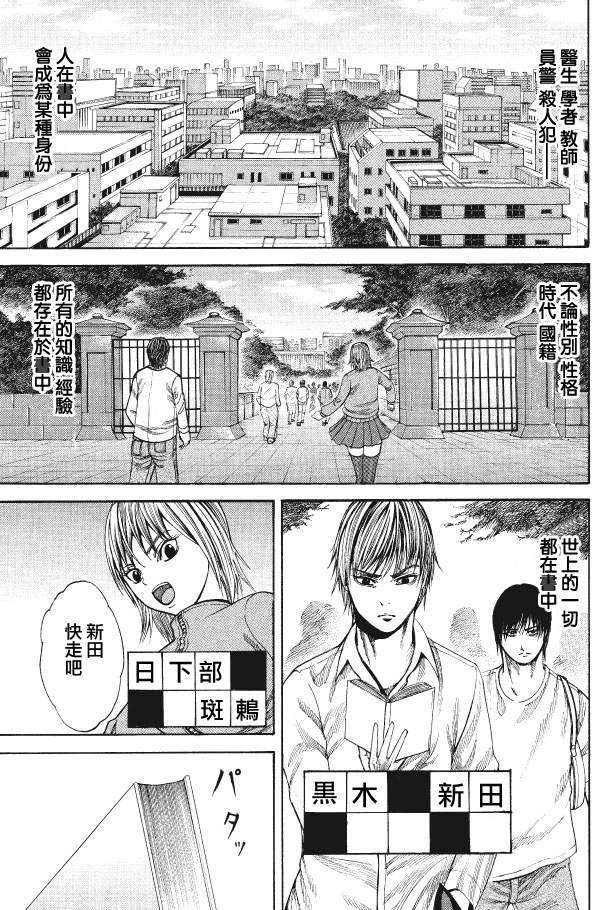 醫生 學者 教師
員警 殺人犯——
人在書中
會成為某種身份
不論性別 性格
時代 國籍
所有的知識 經驗
都存在於書中
世上的一切
都在書中
黒木 新田
新田
快走吧
日下部
斑鶫
パタッ